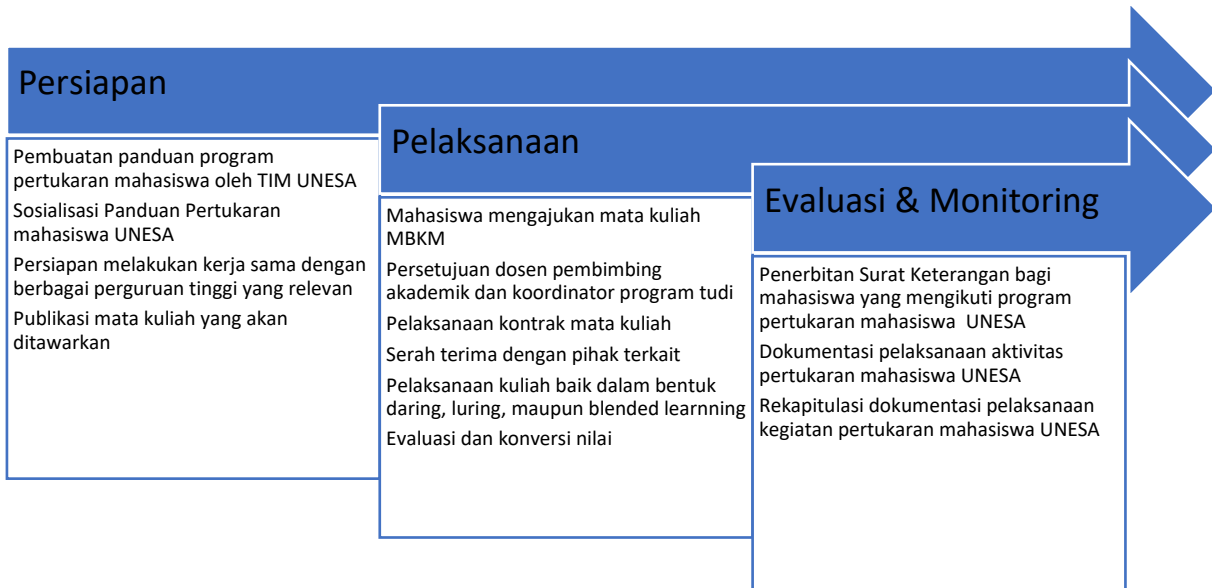 Persiapan
Pembuatan panduan program
pertukaran mahasiswa oleh TIM UNESA
Sosialisasi Panduan Pertukaran
mahasiswa UNESA
Persiapan melakukan kerja sama dengan
berbagai perguruan tinggi yang relevan
Publikasi mata kuliah yang akan
ditawarkan
Pelaksanaan
Mahasiswa mengajukan mata kuliah
MBKM
Persetujuan dosen pembimbing
akademik dan koordinator program tudi
Pelaksanaan kontrak mata kuliah
Serah terima dengan pihak terkait
Pelaksanaan kuliah baik dalam bentuk
daring, luring, maupun blended learnning
Evaluasi dan konversi nilai
Evaluasi & Monitoring
Penerbitan Surat Keterangan bagi
mahasiswa yang mengikuti program
pertukaran mahasiswa UNESA
Dokumentasi pelaksanaan aktivitas
pertukaran mahasiswa UNESA
Rekapitulasi dokumentasi pelaksanaan
kegiatan pertukaran mahasiswa UNESA